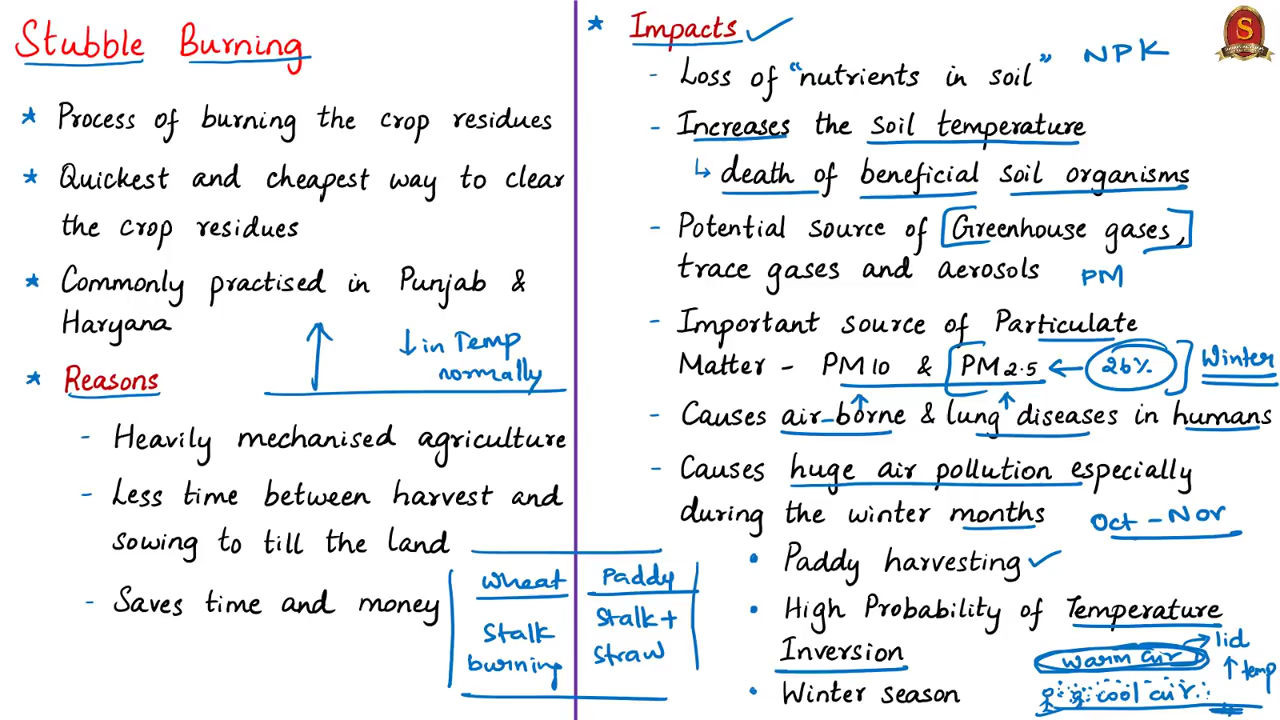 Stubble Burning
* Process of burning the crop residues
* Quickest and cheapest way to clear
the crop residues
* Commonly practised in Punjab &
Haryana
↓ in Temp
normally
* Reasons
- Heavily mechanised agriculture
- Less time between harvest and
sowing to till the land
- Saves time and money
wheat
Stalk
burning
Paddy
Stalk +
Straw
* Impacts ✓
- Loss of "nutrients in soil" NPK
- Increases the soil temperature
↳ death of beneficial soil organisms
- Potential source of [Greenhouse gases,]
trace gases and aerosols PM
- Important source of Particulate
Matter - PM10 & [PM2.5 ← 26% ] Winter
- Causes air-borne & lung diseases in humans
- Causes huge air pollution especially
during the winter months Oct - Nov
• Paddy harvesting ✓
• High Probability of Temperature
Inversion
• Winter season
warm air → lid
↑ temp
cool air
S